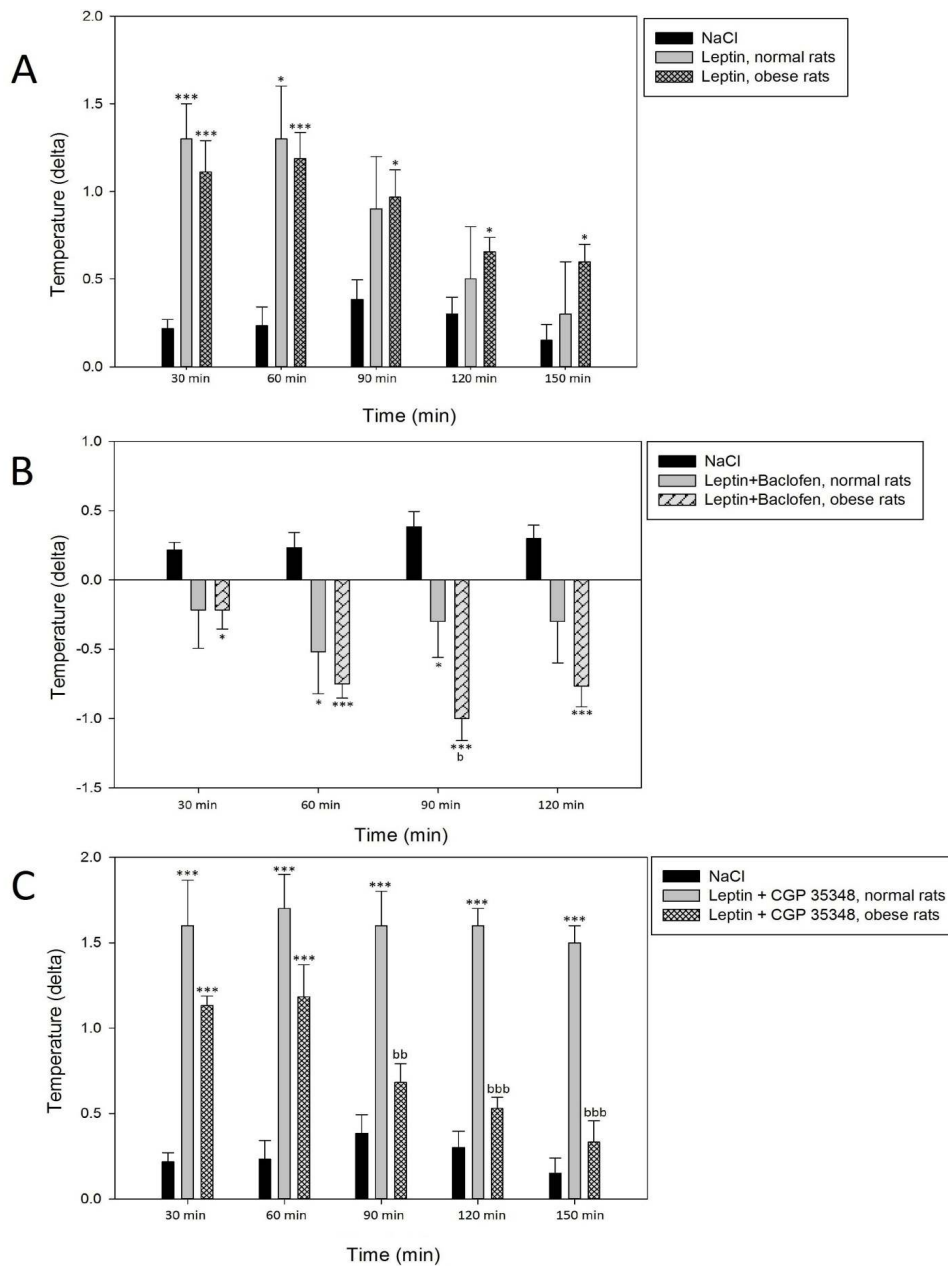 A
2.0
1.5
1.0
0.5
0.0
Temperature (delta)
*** *** * *** * * *
30 min 60 min 90 min 120 min 150 min
Time (min)
NaCl
Leptin, normal rats
Leptin, obese rats
B
1.0
0.5
0.0
-0.5
-1.0
-1.5
Temperature (delta)
* * *** * *** b ***
30 min 60 min 90 min 120 min
Time (min)
NaCl
Leptin+Baclofen, normal rats
Leptin+Baclofen, obese rats
C
2.0
1.5
1.0
0.5
0.0
Temperature (delta)
*** *** *** *** *** bb *** bbb *** bbb
30 min 60 min 90 min 120 min 150 min
Time (min)
NaCl
Leptin + CGP 35348, normal rats
Leptin + CGP 35348, obese rats